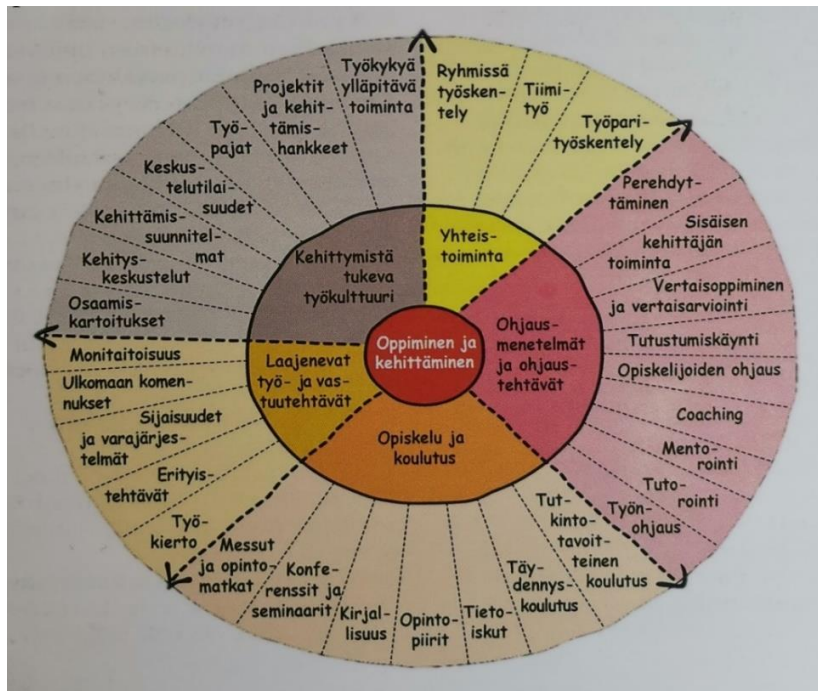 Oppiminen ja
kehittäminen
Yhteis-
toiminta
Ryhmissä
työsken-
tely
Tiimi-
työ
Työpari-
työskentely
Ohjaus-
menetelmät
ja ohjaus-
tehtävät
Perehdyt-
täminen
Sisäisen
kehittäjän
toiminta
Vertaisoppiminen
ja vertaisarviointi
Tutustumiskäynti
Opiskelijoiden ohjaus
Coaching
Mento-
rointi
Tuto-
rointi
Työn-
ohjaus
Opiskelu ja
koulutus
Tut-
kinto-
tavoit-
teinen
koulutus
Täy-
dennys-
koulutus
Tieto-
iskut
Opinto-
piirit
Kirjal-
lisuus
Konfe-
renssit ja
seminaarit
Messut
ja opinto-
matkat
Laajenevat
työ- ja vas-
tuutehtävät
Työ-
kierto
Erityis-
tehtävät
Sijaisuudet
ja varajärjes-
telmät
Ulkomaan komen-
nukset
Monitaitoisuus
Kehittymistä
tukeva
työkulttuuri
Osaamis-
kartoitukset
Kehitys-
keskustelut
Kehittämis-
suunnitel-
mat
Keskus-
telutilai-
suudet
Työ-
pajat
Projektit
ja kehit-
tämis-
hankkeet
Työkykyä
ylläpitävä
toiminta